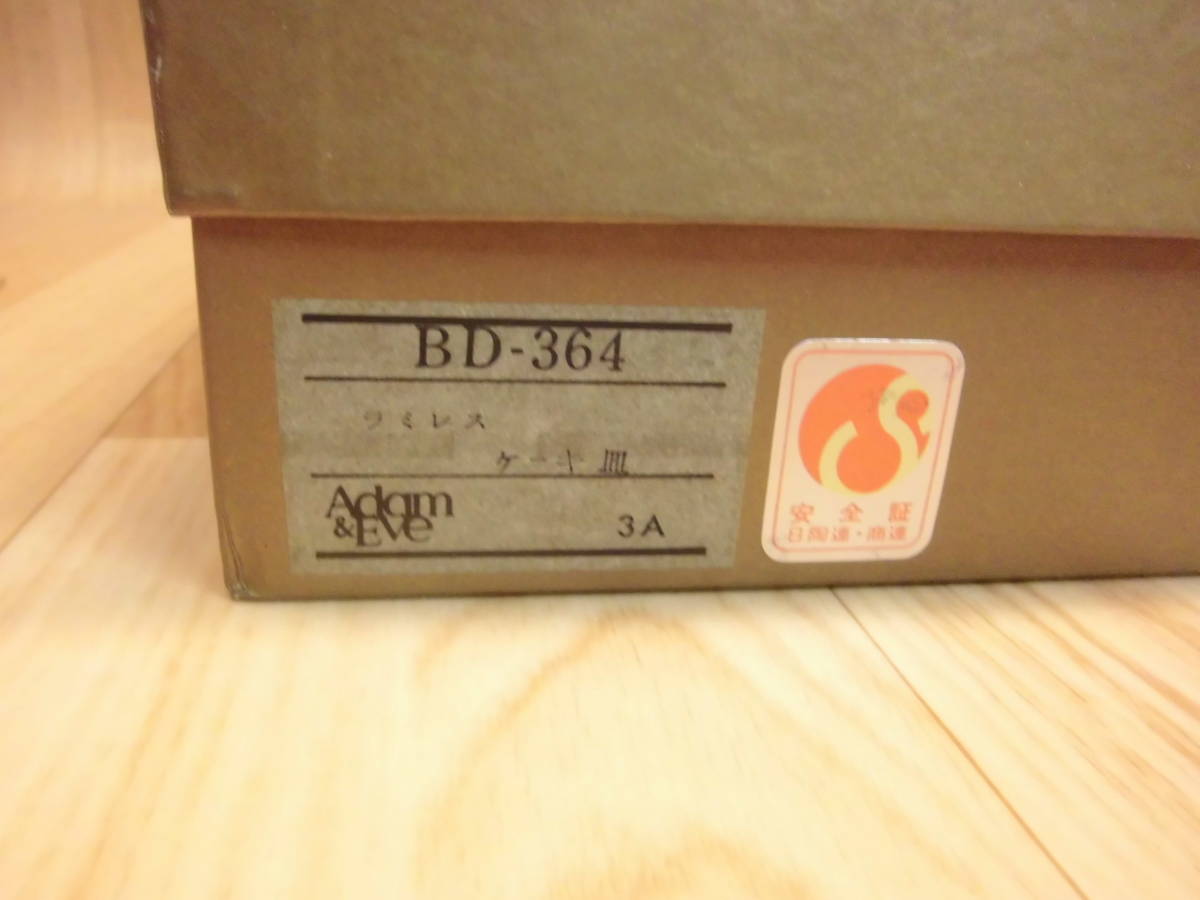 BD-364
ラミレス
ケーキ皿
Adam
&Eve
3A
安全証
日陶連・商連